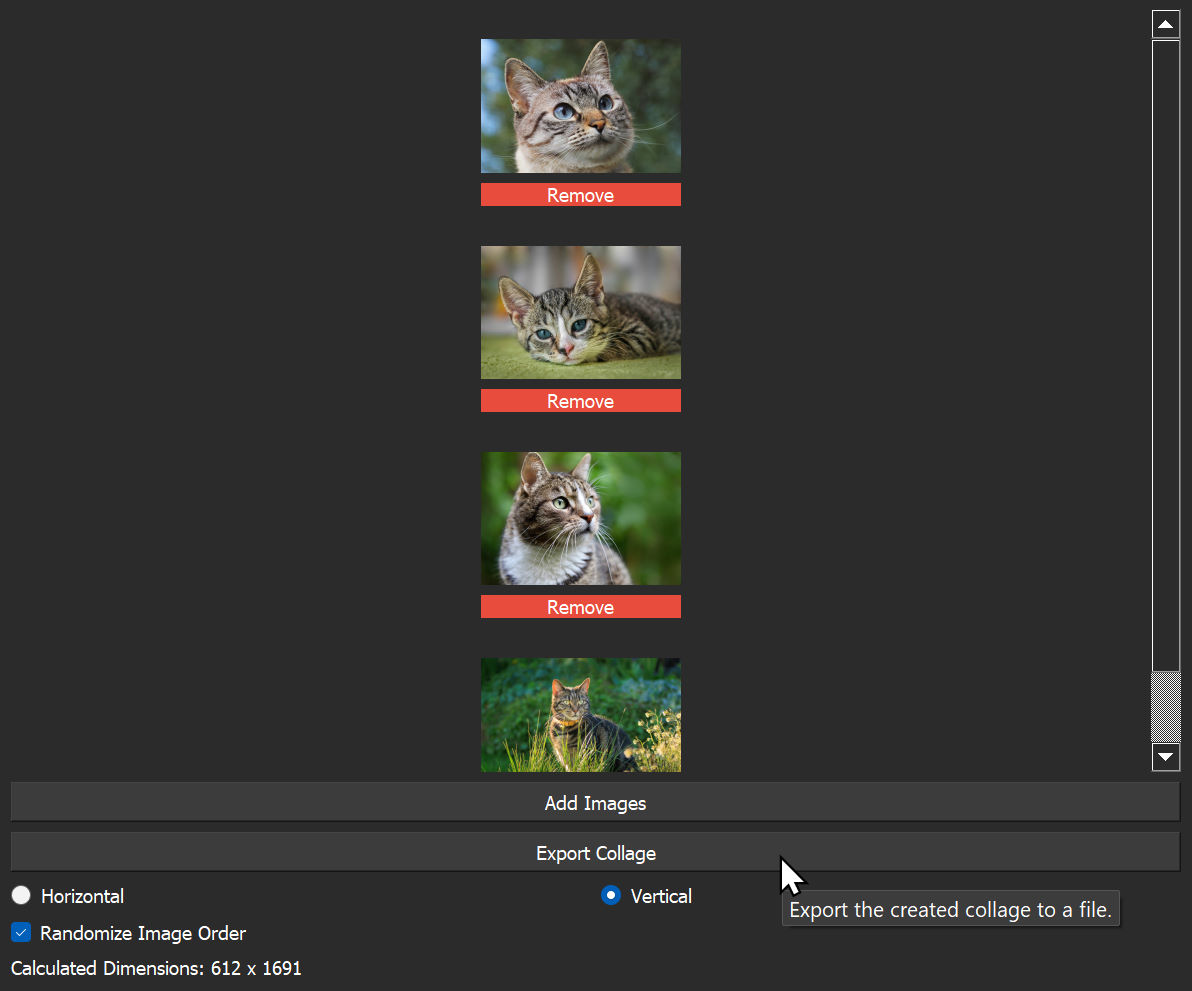 Remove
Remove
Remove
Add Images
Export Collage
Horizontal
Vertical
Export the created collage to a file.
Randomize Image Order
Calculated Dimensions: 612 x 1691